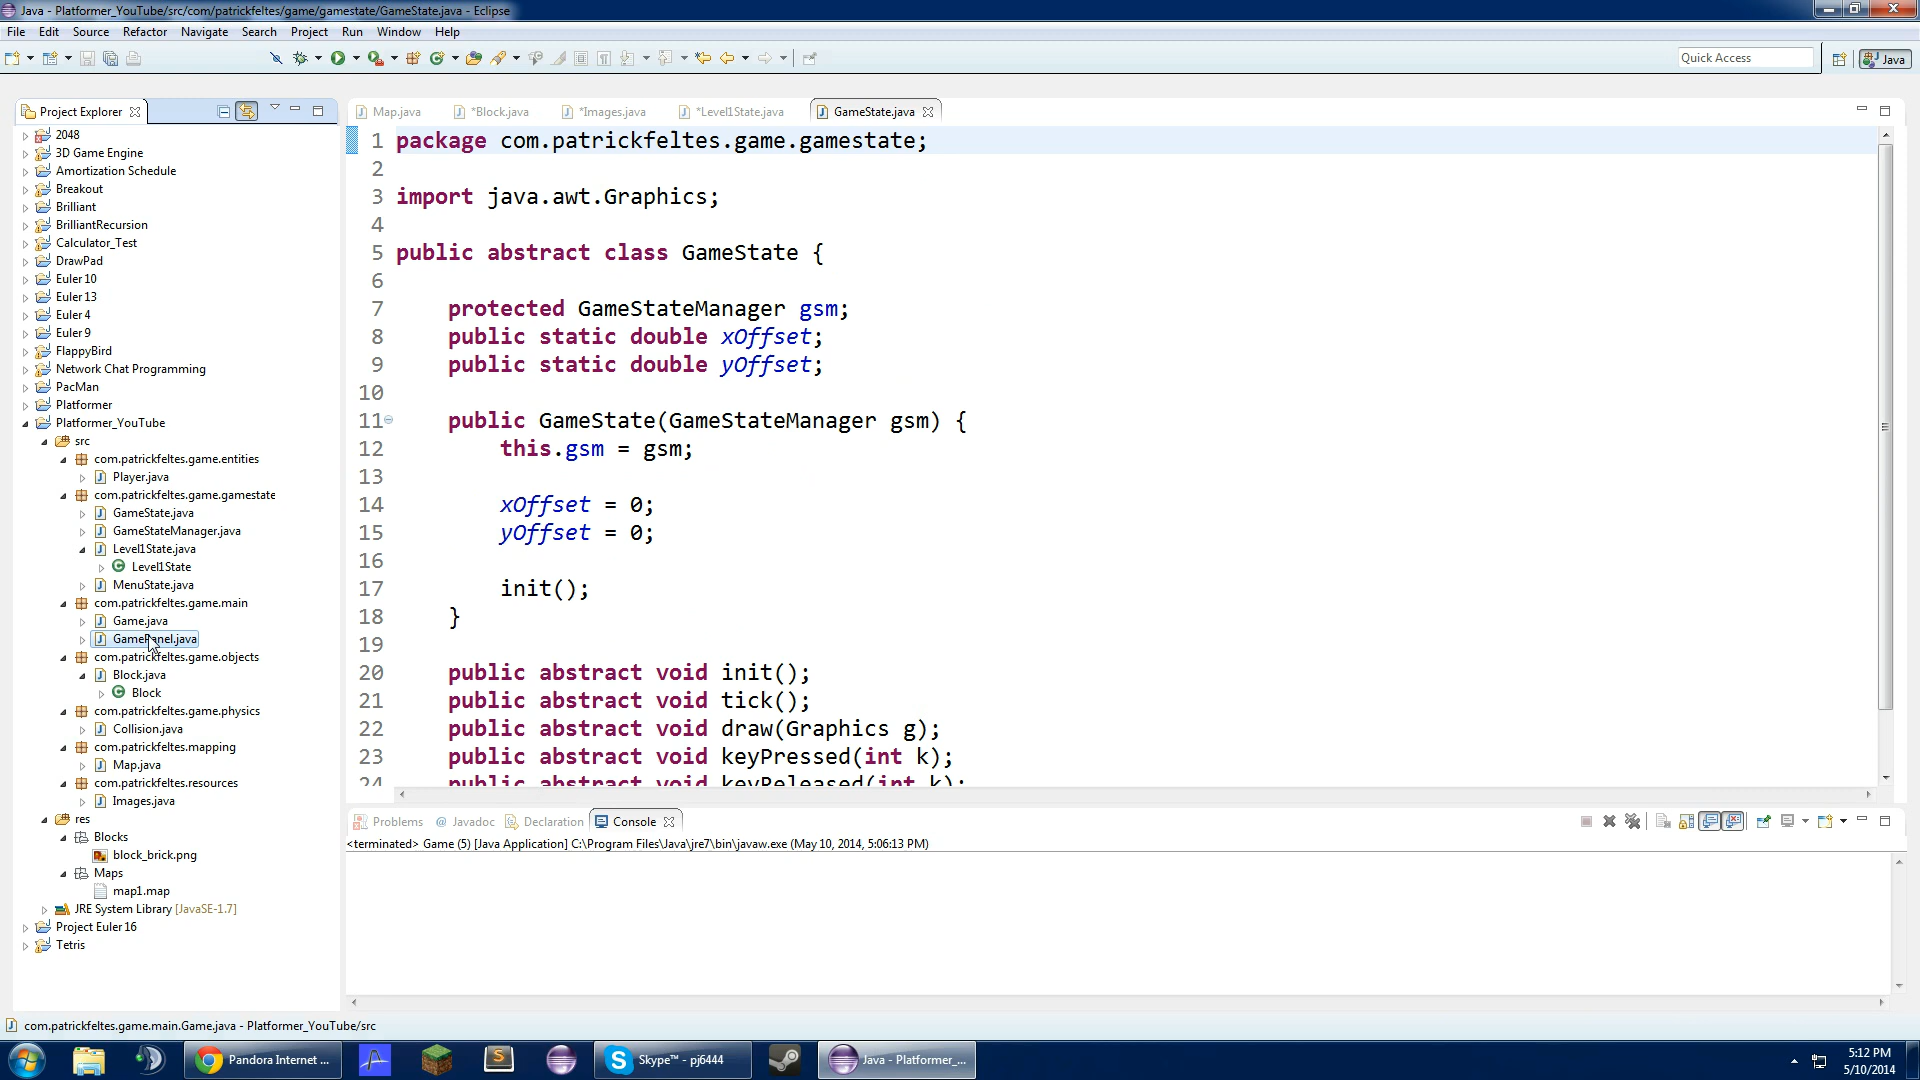 Java - Platformer_YouTube/src/com/patrickfeltes/game/gamestate/GameState.java - Eclipse
File Edit Source Refactor Navigate Search Project Run Window Help
Quick Access
Java
Project Explorer
Map.java
*Block.java
*Images.java
*Level1State.java
GameState.java
2048
3D Game Engine
Amortization Schedule
Breakout
Brilliant
BrilliantRecursion
Calculator_Test
DrawPad
Euler 10
Euler 13
Euler 4
Euler 9
FlappyBird
Network Chat Programming
PacMan
Platformer
Platformer_YouTube
src
com.patrickfeltes.game.entities
Player.java
com.patrickfeltes.game.gamestate
GameState.java
GameStateManager.java
Level1State.java
Level1State
MenuState.java
com.patrickfeltes.game.main
Game.java
GamePanel.java
com.patrickfeltes.game.objects
Block.java
Block
com.patrickfeltes.game.physics
Collision.java
com.patrickfeltes.mapping
Map.java
com.patrickfeltes.resources
Images.java
res
Blocks
block_brick.png
Maps
map1.map
JRE System Library [JavaSE-1.7]
Project Euler 16
Tetris
1 package com.patrickfeltes.game.gamestate;
2
3 import java.awt.Graphics;
4
5 public abstract class GameState {
6
7 protected GameStateManager gsm;
8 public static double xOffset;
9 public static double yOffset;
10
11 public GameState(GameStateManager gsm) {
12 this.gsm = gsm;
13
14 xOffset = 0;
15 yOffset = 0;
16
17 init();
18 }
19
20 public abstract void init();
21 public abstract void tick();
22 public abstract void draw(Graphics g);
23 public abstract void keyPressed(int k);
24 public abstract void keyReleased(int k);
Problems @ Javadoc Declaration Console
<terminated> Game (5) [Java Application] C:\Program Files\Java\jre7\bin\javaw.exe (May 10, 2014, 5:06:13 PM)
com.patrickfeltes.game.main.Game.java - Platformer_YouTube/src
Pandora Internet ...
Skype™ - pj6444
Java - Platformer_...
5:12 PM
5/10/2014